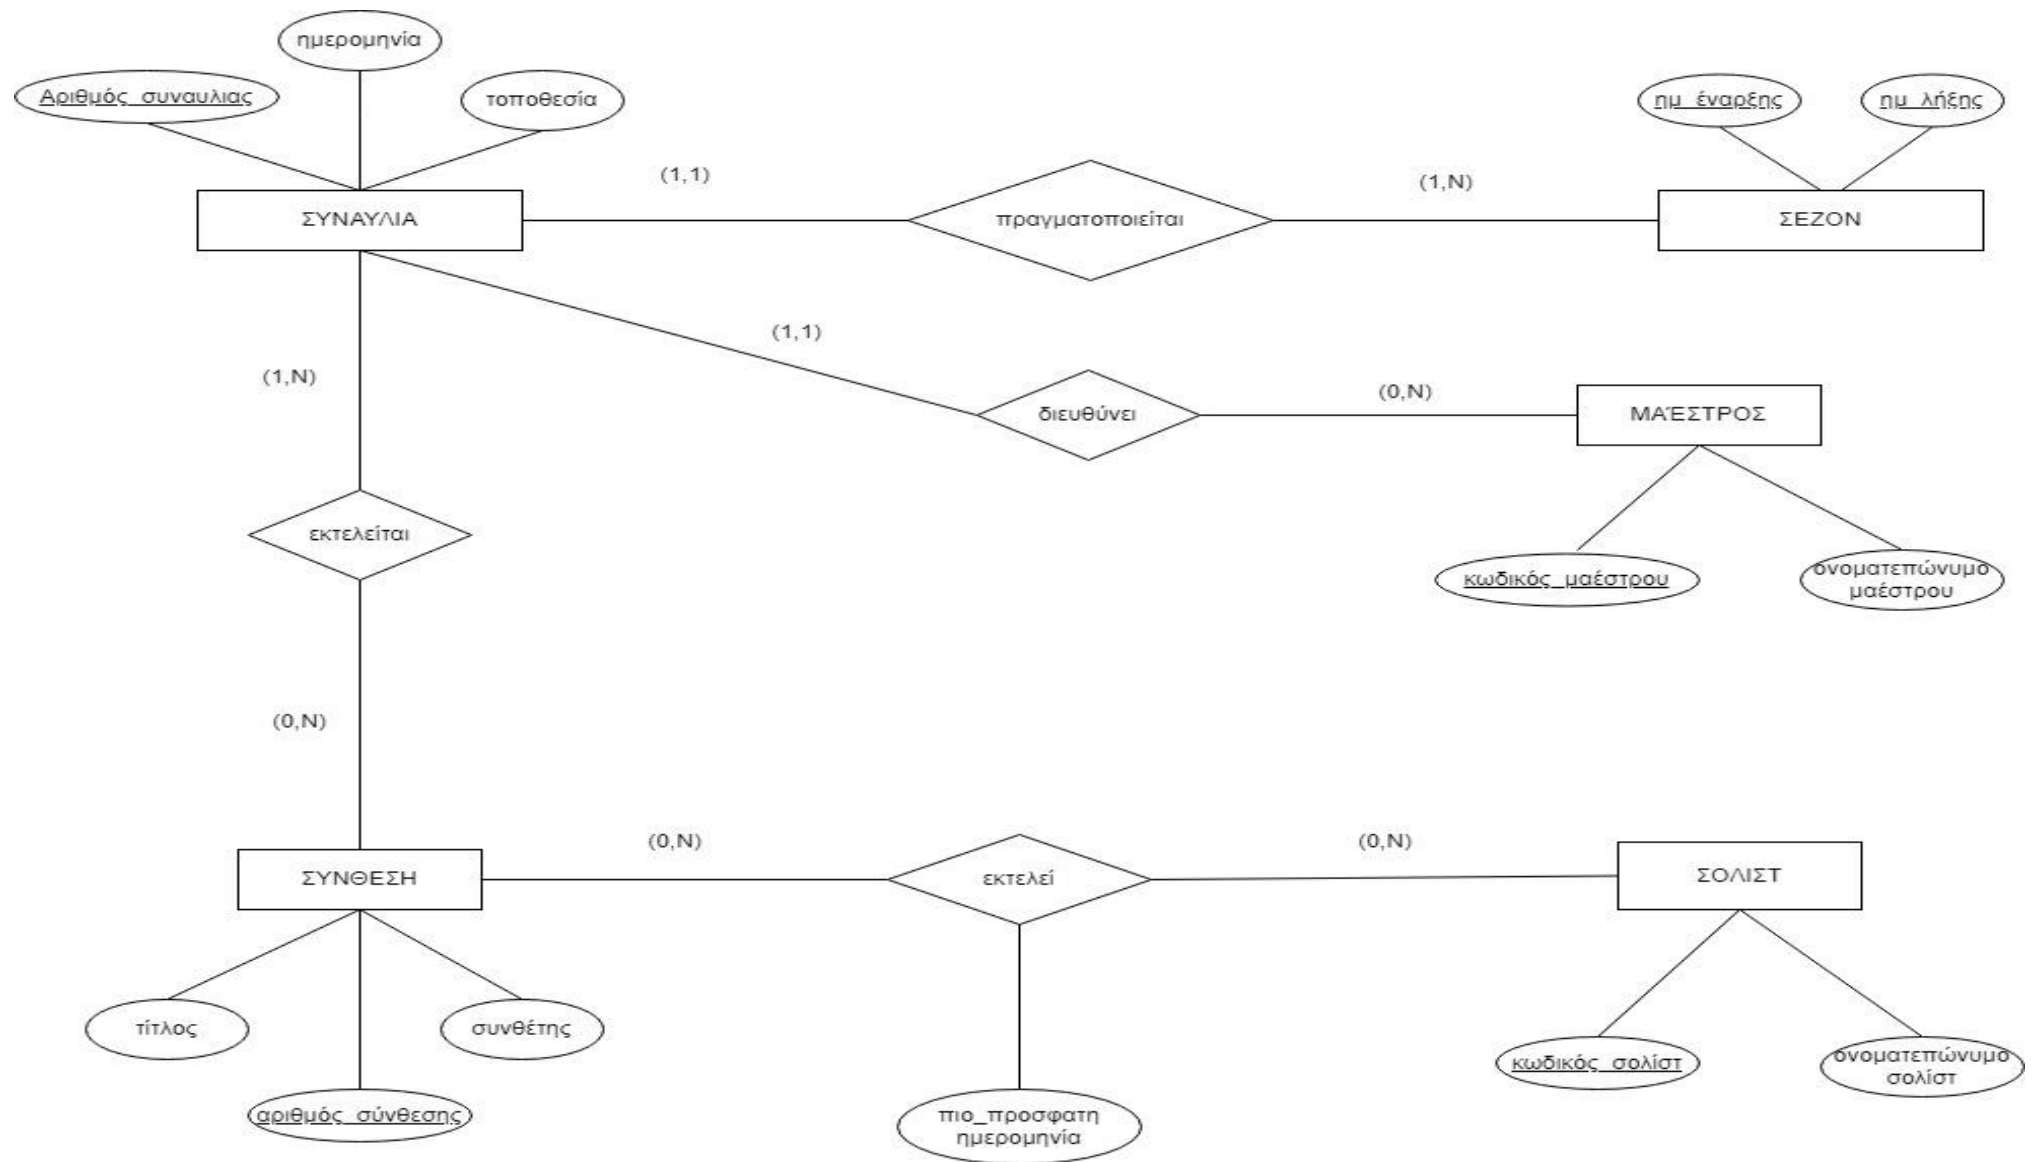 ημερομηνία
Αριθμός_συναυλιας
τοποθεσία
ημ_έναρξης
ημ_λήξης
(1,1)
(1,N)
ΣΥΝΑΥΛΙΑ
πραγματοποιείται
ΣΕΖΟΝ
(1,1)
(1,N)
(0,N)
διευθύνει
ΜΑΈΣΤΡΟΣ
εκτελείται
κωδικός_μαέστρου
ονοματεπώνυμο
μαέστρου
(0,N)
(0,N)
(0,N)
ΣΥΝΘΕΣΗ
εκτελεί
ΣΟΛΙΣΤ
τίτλος
συνθέτης
κωδικός_σολίστ
ονοματεπώνυμο
σολίστ
αριθμός_σύνθεσης
πιο_προσφατη
ημερομηνία